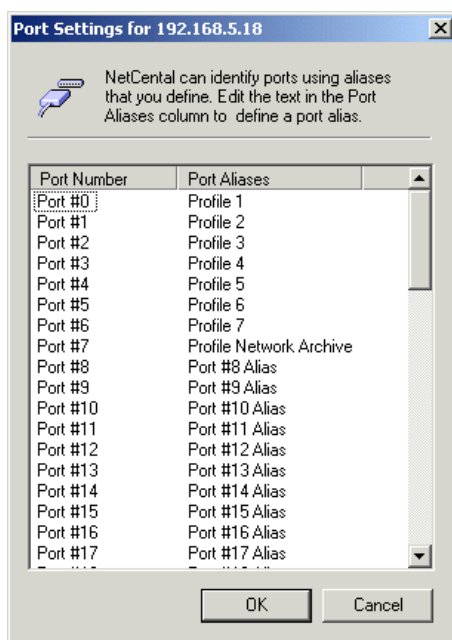 Port Settings for 192.168.5.18
NetCental can identify ports using aliases
that you define. Edit the text in the Port
Aliases column to define a port alias.
Port Number Port Aliases
Port #0 Profile 1
Port #1 Profile 2
Port #2 Profile 3
Port #3 Profile 4
Port #4 Profile 5
Port #5 Profile 6
Port #6 Profile 7
Port #7 Profile Network Archive
Port #8 Port #8 Alias
Port #9 Port #9 Alias
Port #10 Port #10 Alias
Port #11 Port #11 Alias
Port #12 Port #12 Alias
Port #13 Port #13 Alias
Port #14 Port #14 Alias
Port #15 Port #15 Alias
Port #16 Port #16 Alias
Port #17 Port #17 Alias
OK Cancel